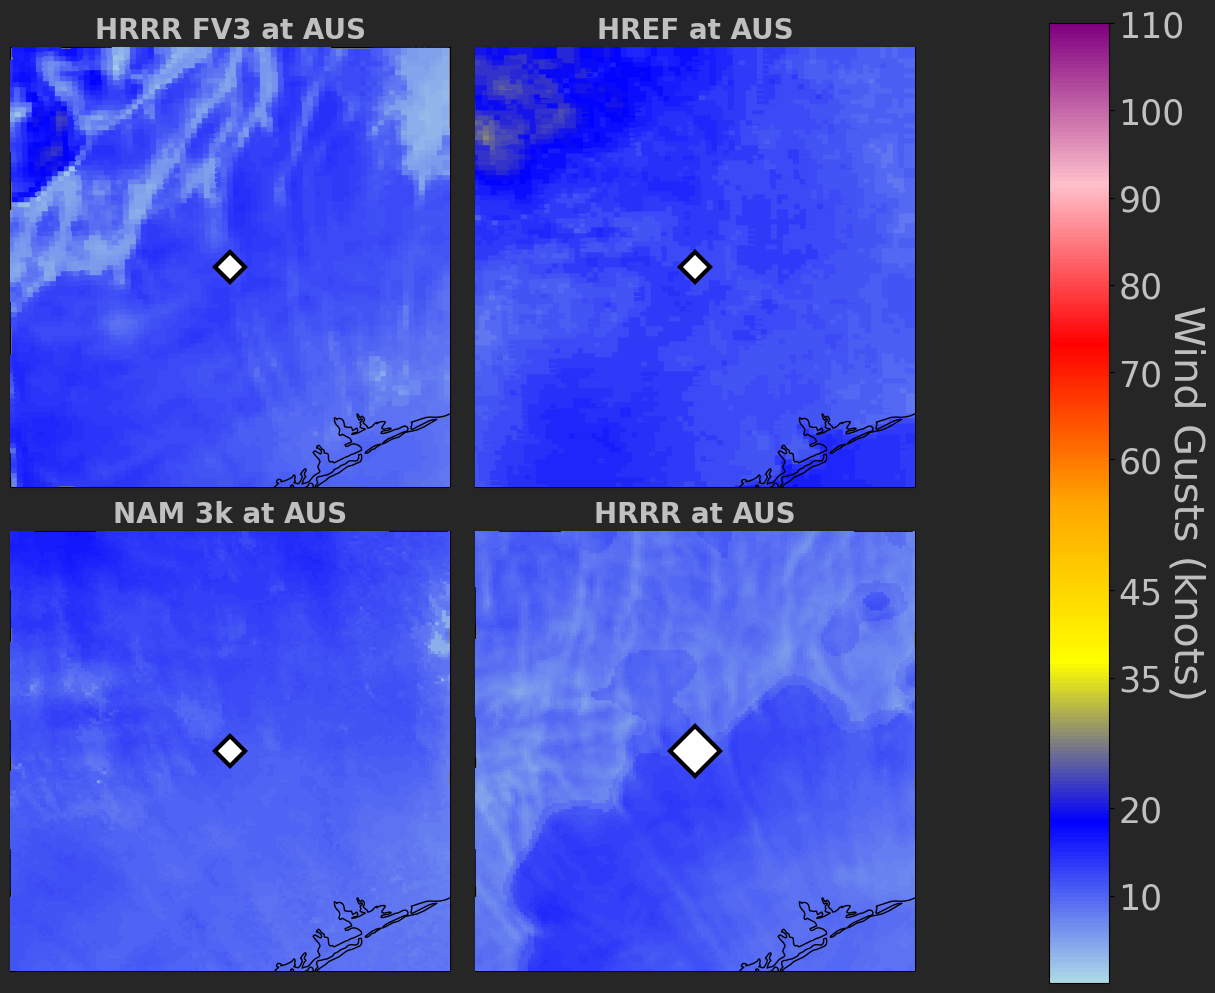 HRRR FV3 at AUS
HREF at AUS
NAM 3k at AUS
HRRR at AUS
110
100
90
80
70
60
45
35
20
10
Wind Gusts (knots)